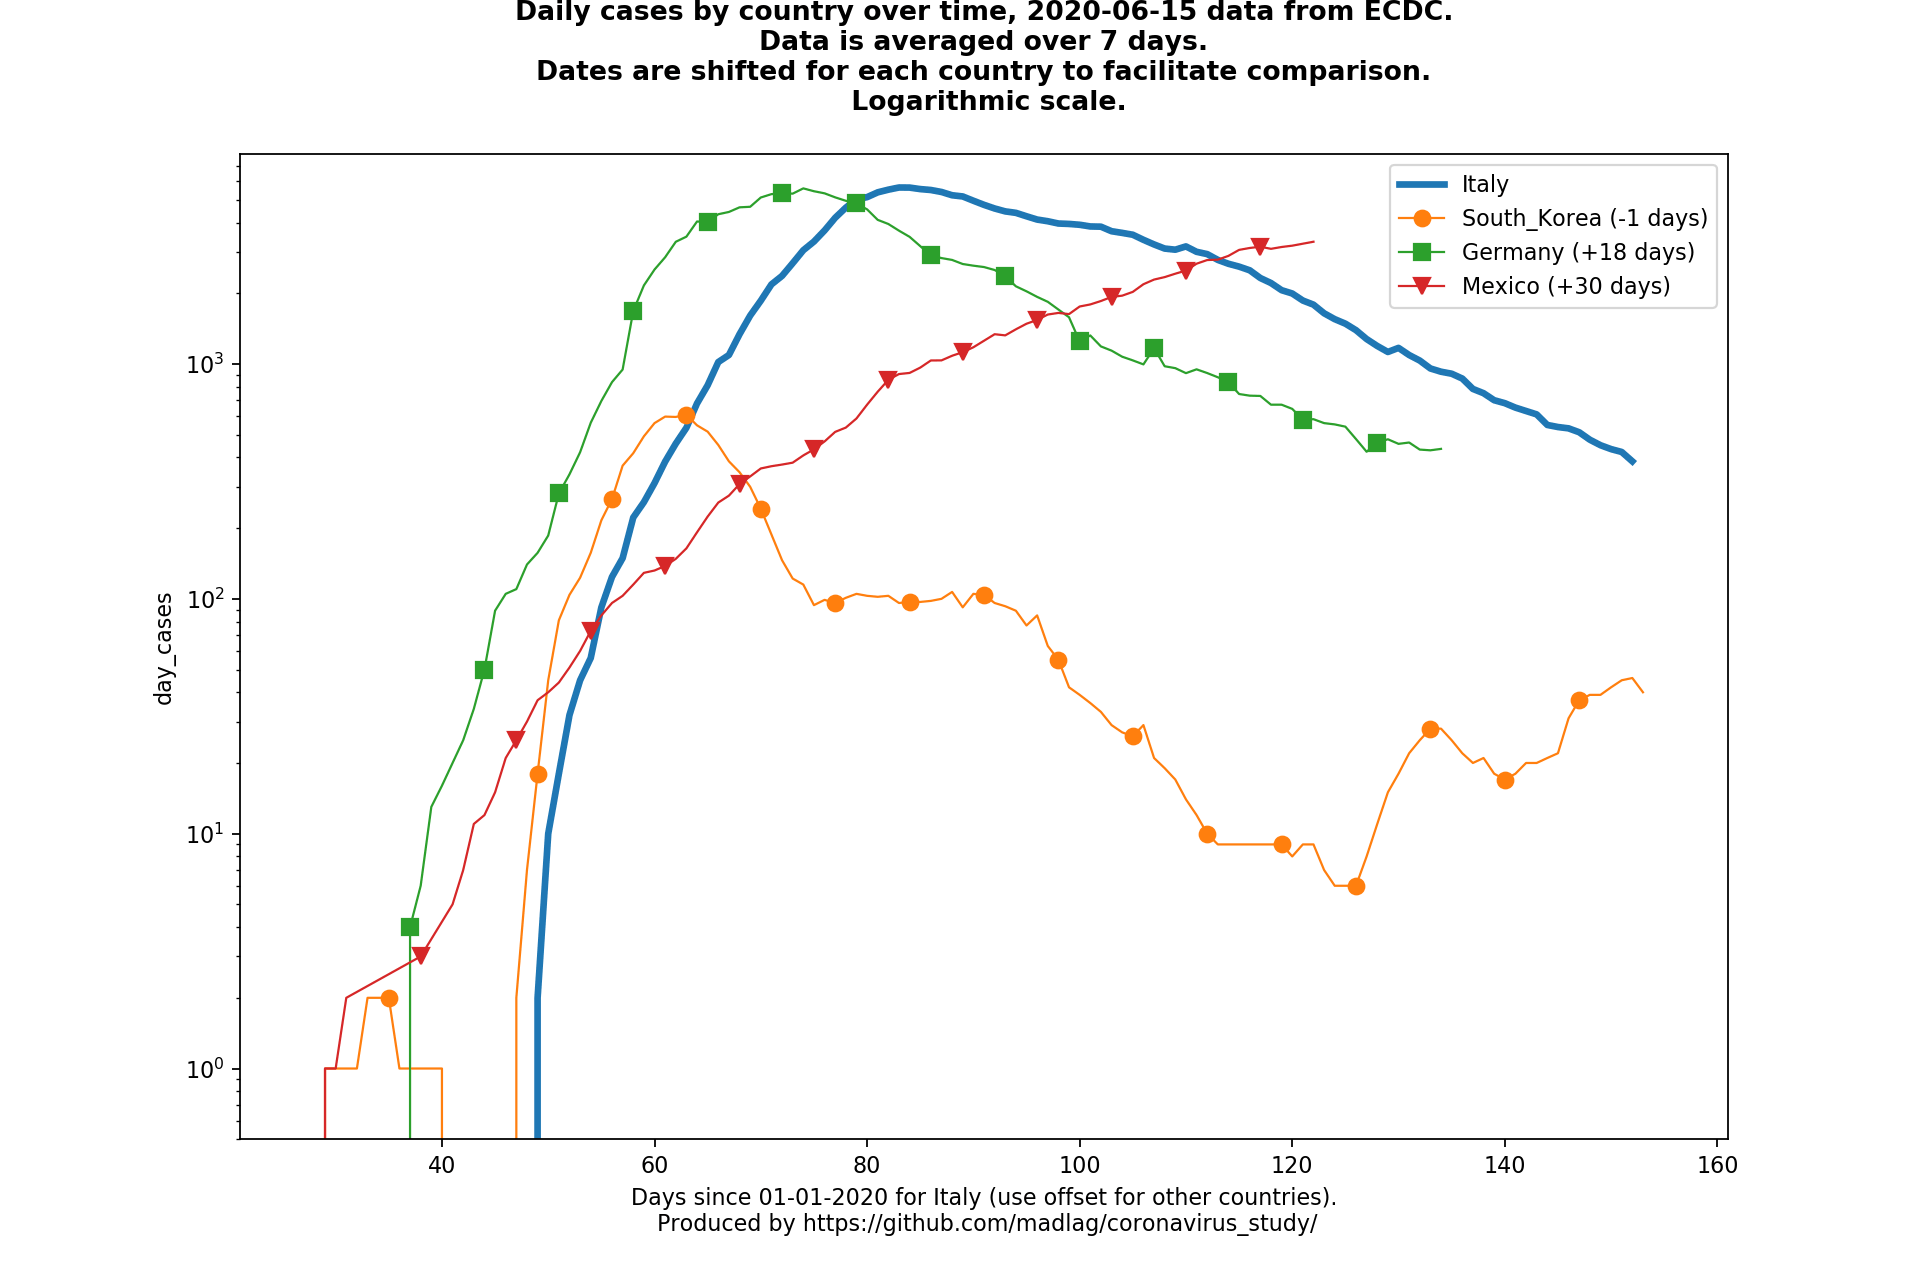 Daily cases by country over time, 2020-06-15 data from ECDC.
Data is averaged over 7 days.
Dates are shifted for each country to facilitate comparison.
Logarithmic scale.
Italy
South_Korea (-1 days)
Germany (+18 days)
Mexico (+30 days)
day_cases
10³
10²
10¹
10⁰
40 60 80 100 120 140 160
Days since 01-01-2020 for Italy (use offset for other countries).
Produced by https://github.com/madlag/coronavirus_study/